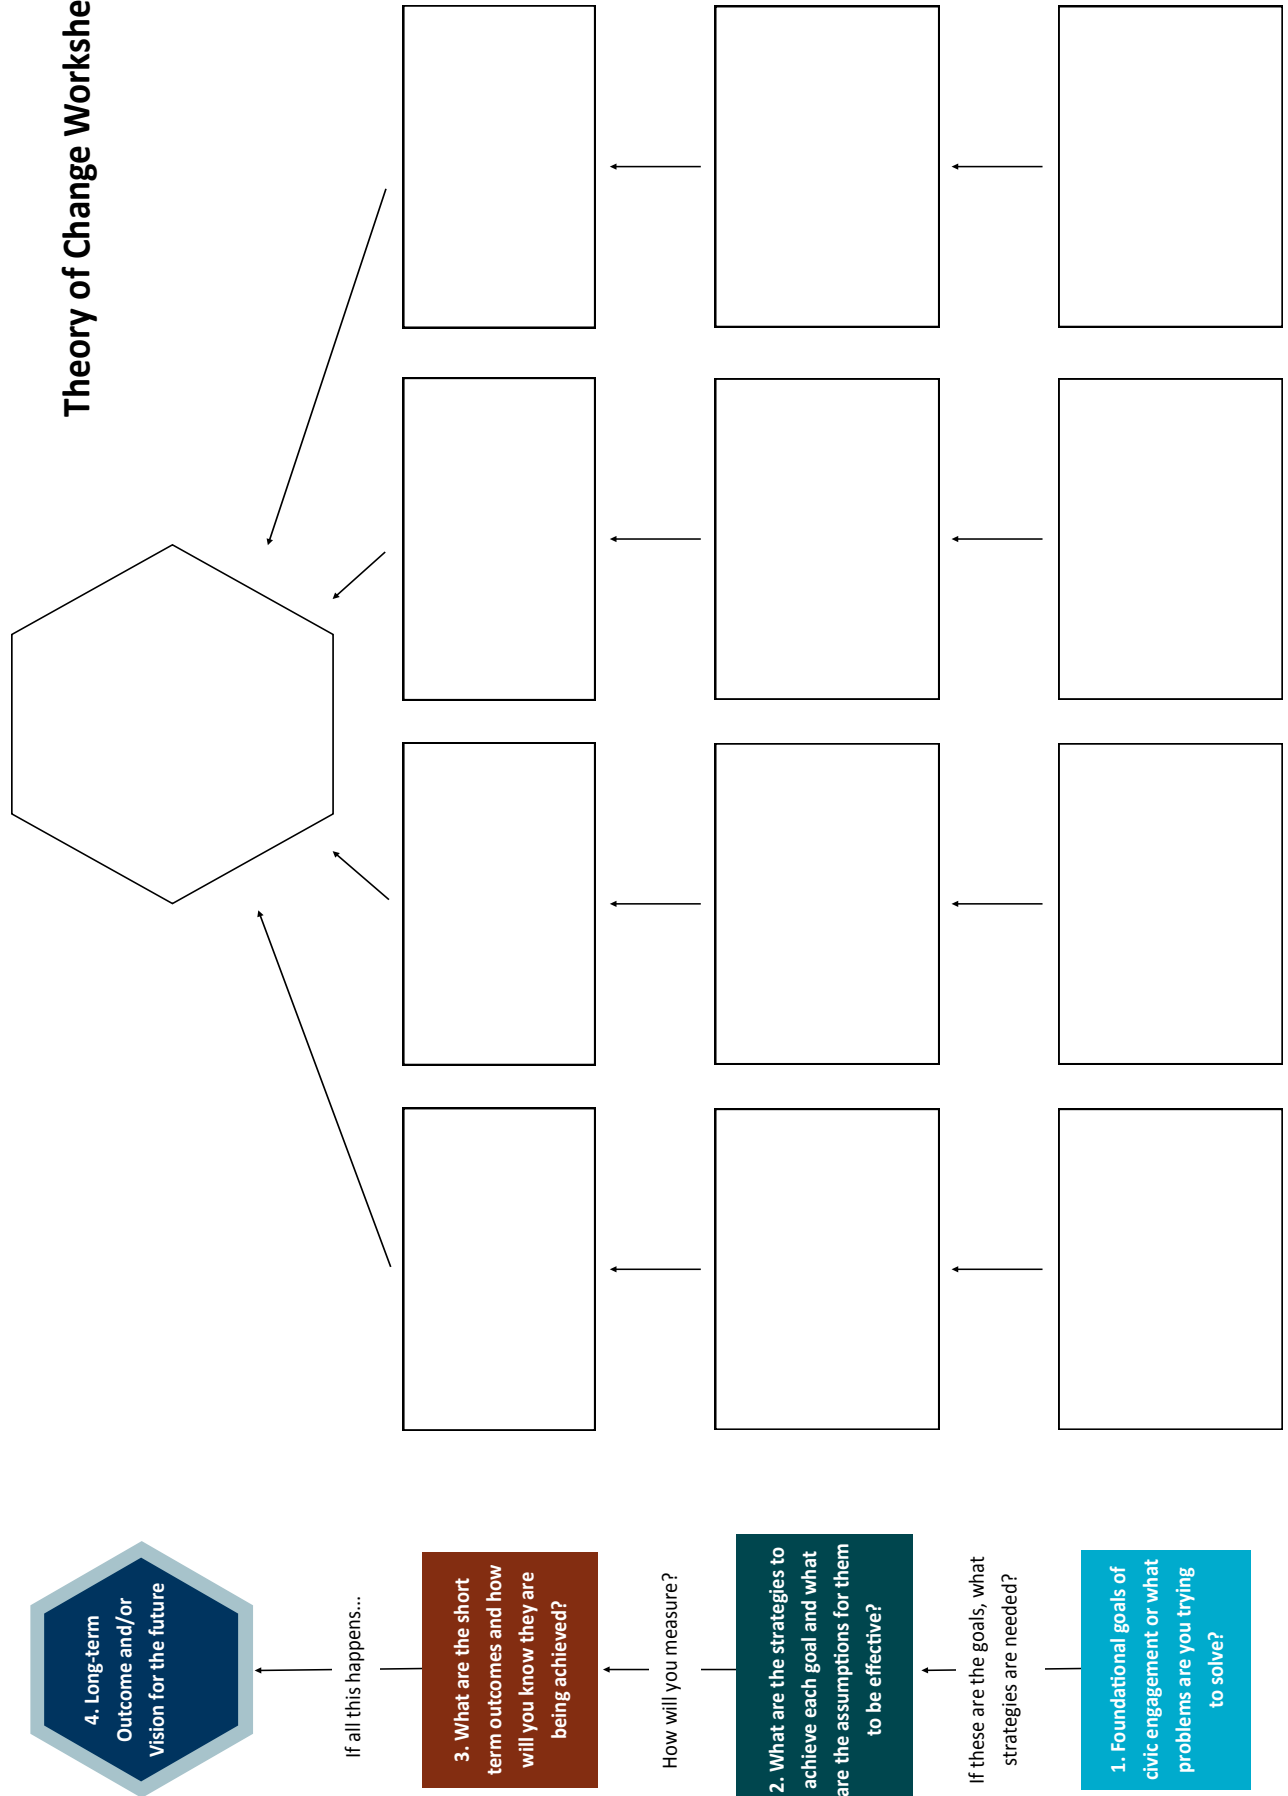 Theory of Change Workshe
4. Long-term
Outcome and/or
Vision for the future
If all this happens...
3. What are the short
term outcomes and how
will you know they are
being achieved?
How will you measure?
2. What are the strategies to
achieve each goal and what
are the assumptions for them
to be effective?
If these are the goals, what
strategies are needed?
1. Foundational goals of
civic engagement or what
problems are you trying
to solve?